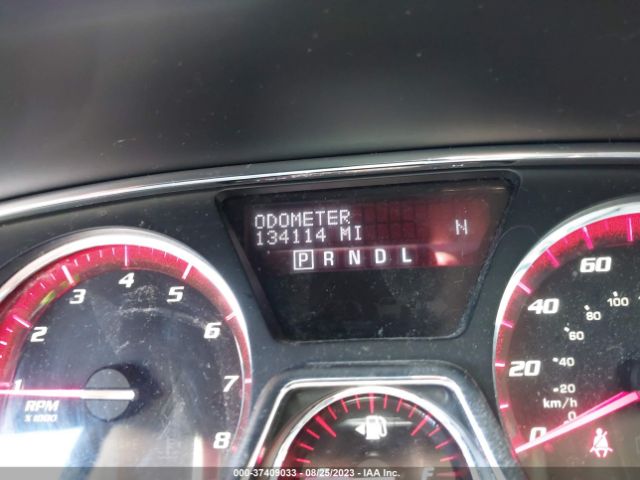 ODOMETER
134114 MI N
P R N D L
1 2 3 4 5 6 7 8
RPM
X 1000
0 20 40 60
0 20 40 60 80 100
km/h
F
000-37409033 - 08/25/2023 - IAA Inc.